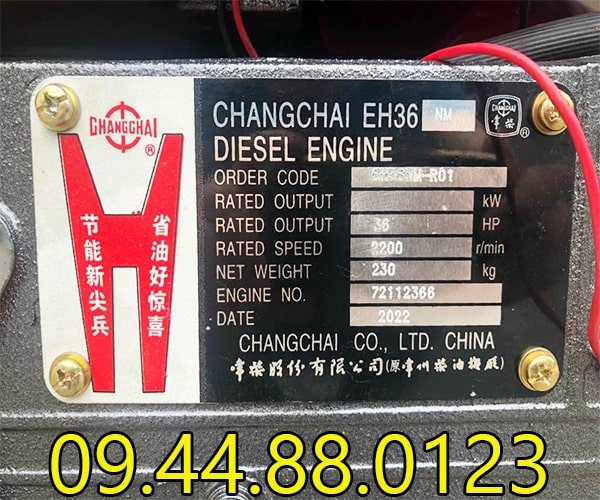 CHANGCHAI
®
节能新尖兵
省油好惊喜
CHANGCHAI EH36 NM
CHANGCHAI
常柴
®
DIESEL ENGINE
ORDER CODE M-R01
RATED OUTPUT kW
RATED OUTPUT 36 HP
RATED SPEED 2200 r/min
NET WEIGHT 230 kg
ENGINE NO. 72112366
DATE 2022
CHANGCHAI CO., LTD. CHINA
常柴股份有限公司(原常州柴油机厰)
09.44.88.0123